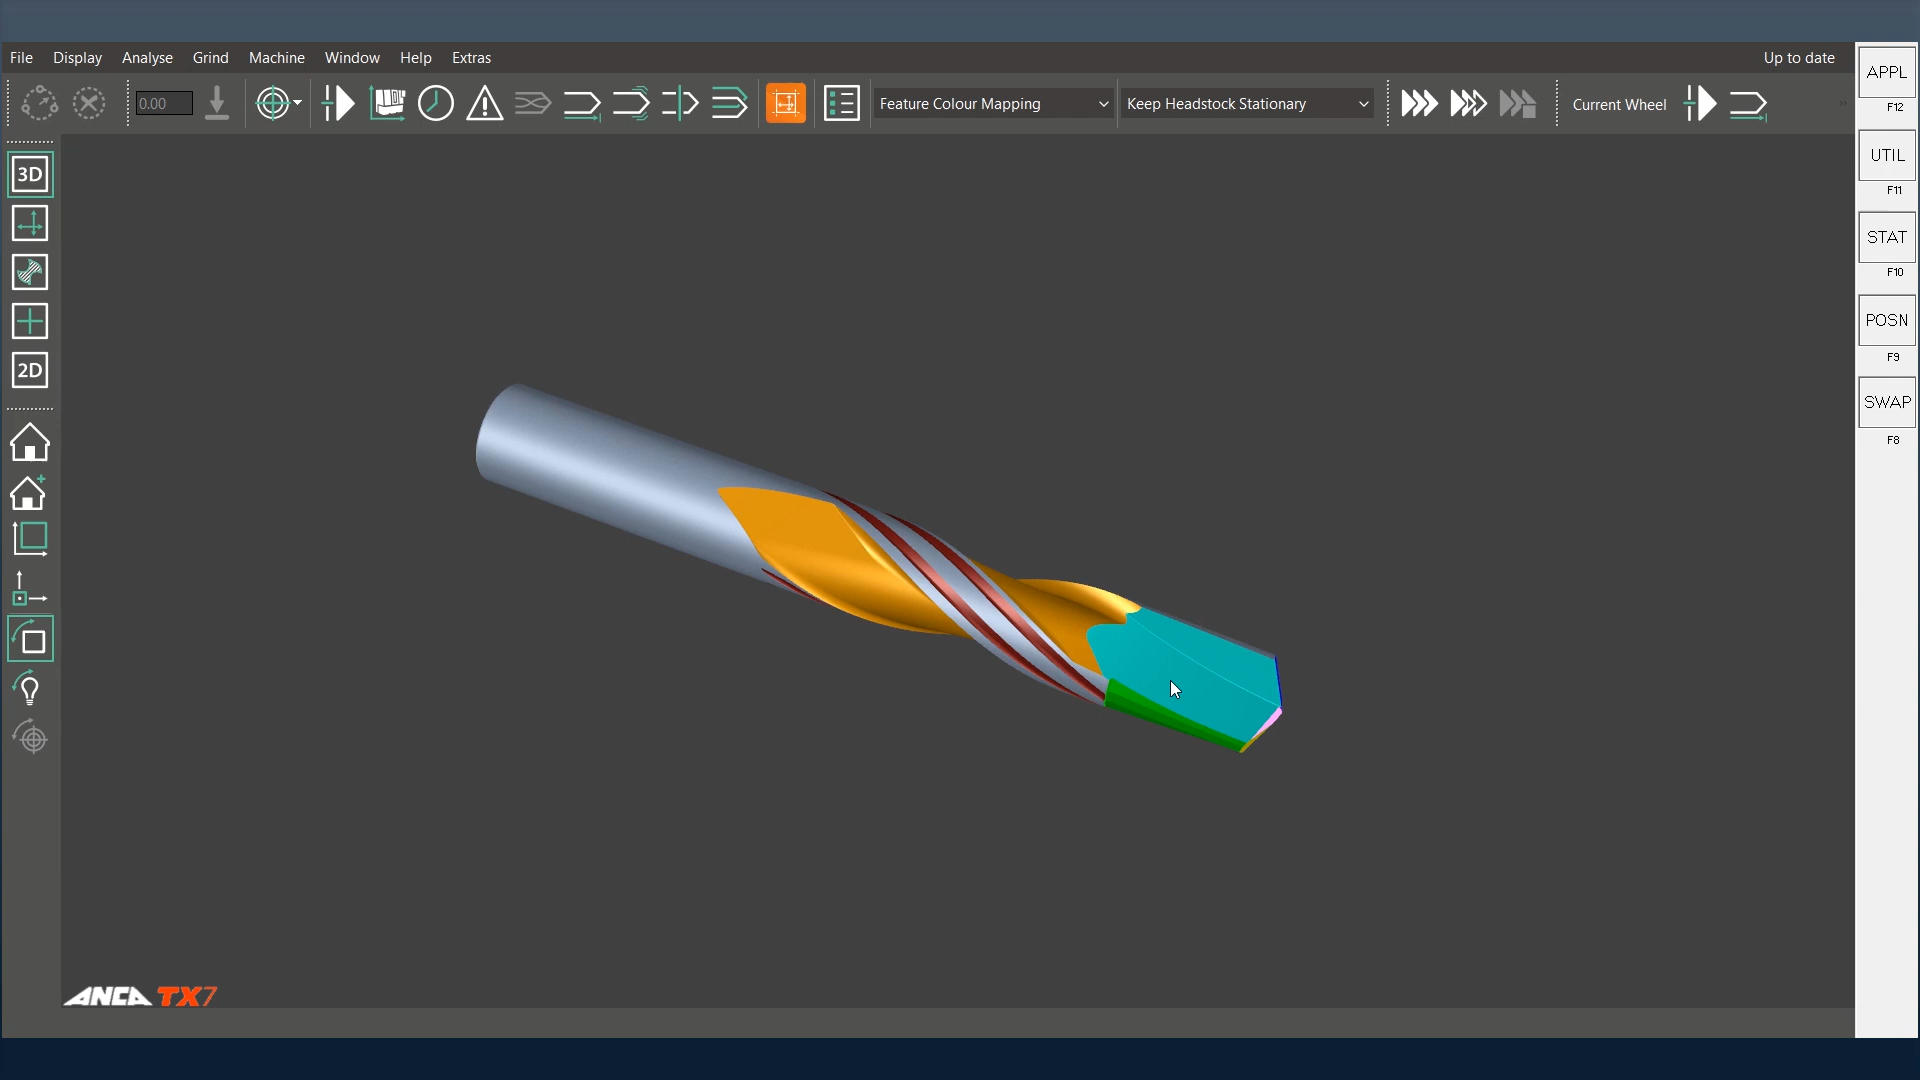 File Display Analyse Grind Machine Window Help Extras Up to date
0.00 Feature Colour Mapping Keep Headstock Stationary Current Wheel
APPL
F12
UTIL
F11
STAT
F10
POSN
F9
SWAP
F8
3D
2D
ANCA TX7